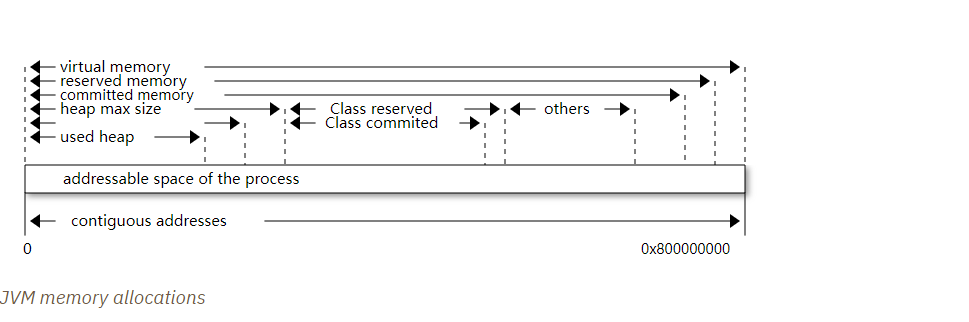 virtual memory
reserved memory
committed memory
heap max size
Class reserved
others
Class commited
used heap
addressable space of the process
contiguous addresses
0
0x800000000
JVM memory allocations